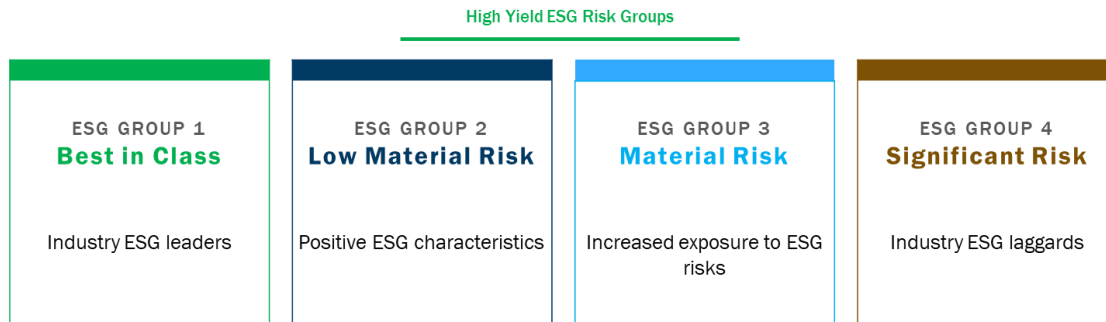 High Yield ESG Risk Groups
ESG GROUP 1
Best in Class
Industry ESG leaders
ESG GROUP 2
Low Material Risk
Positive ESG characteristics
ESG GROUP 3
Material Risk
Increased exposure to ESG
risks
ESG GROUP 4
Significant Risk
Industry ESG laggards